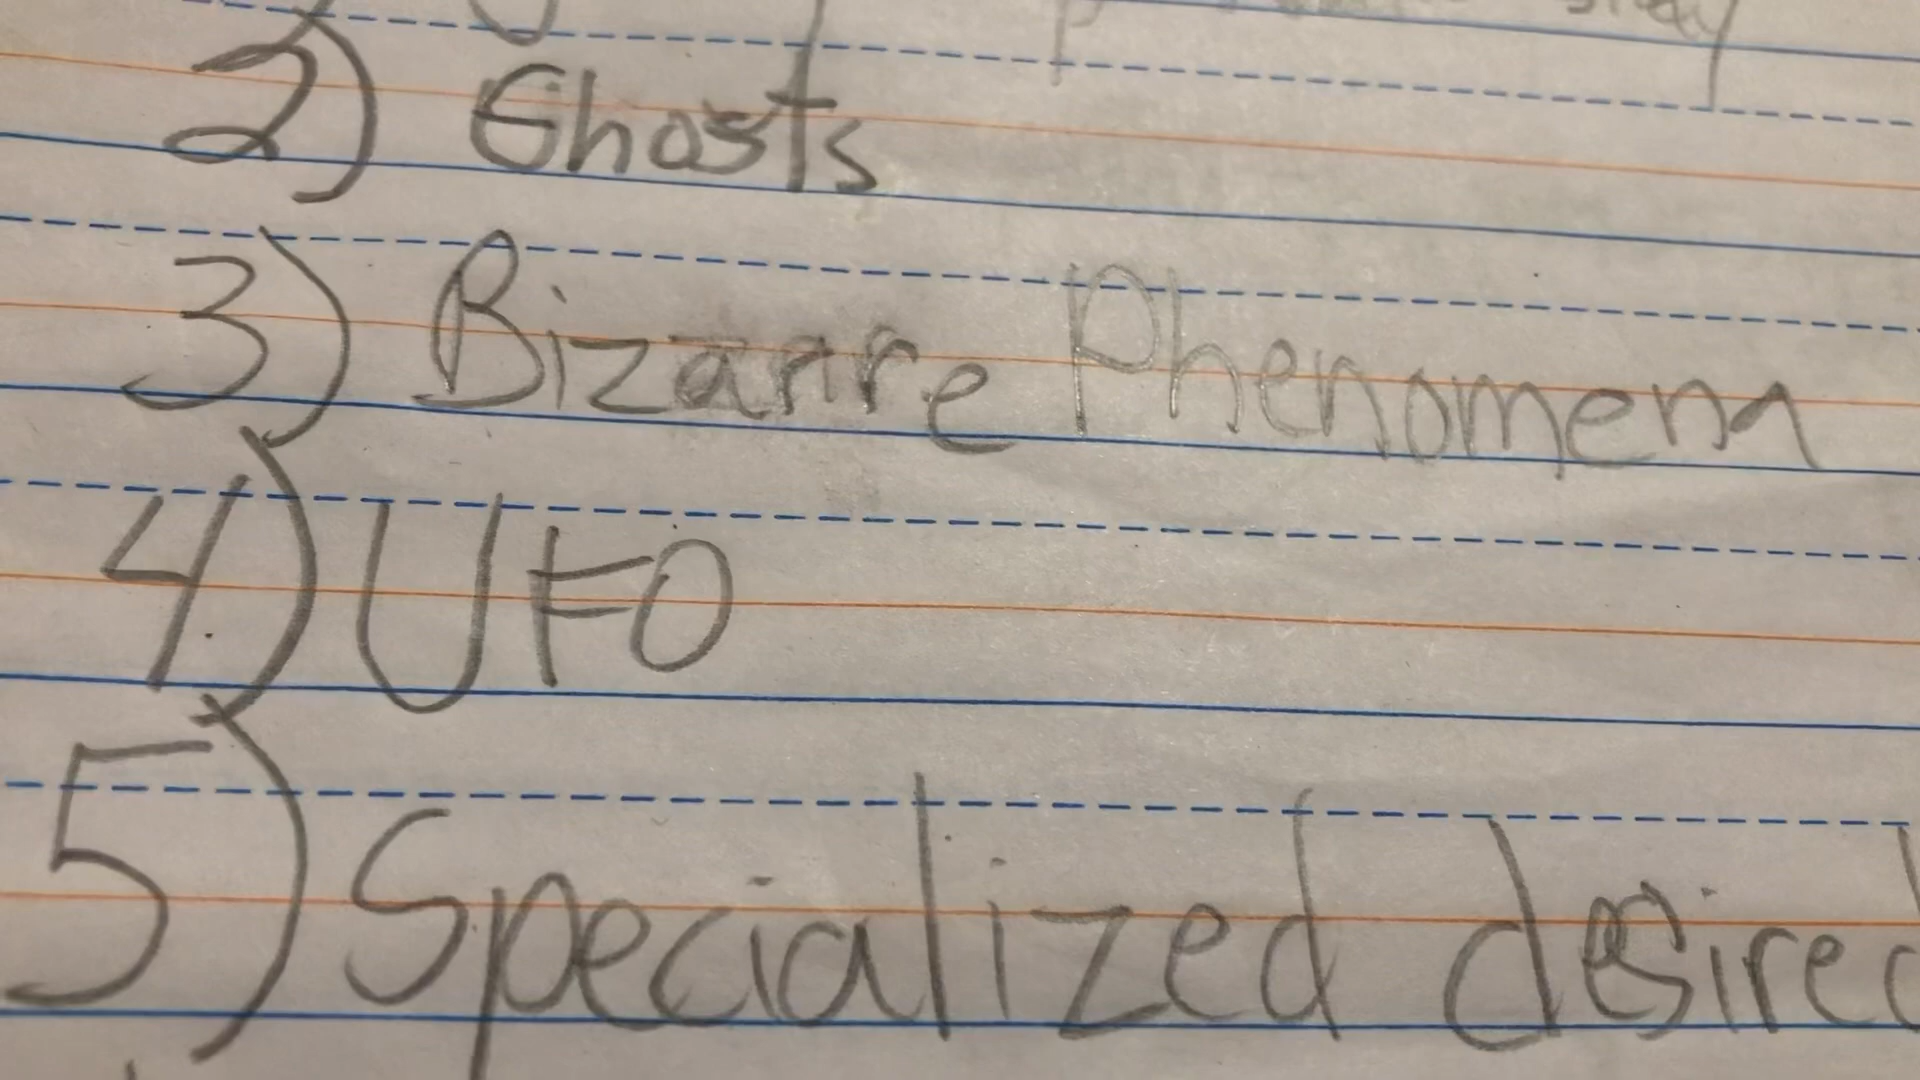 2) Ghosts
3) Bizarre Phenomena
4) UFO
5) Specialized desired